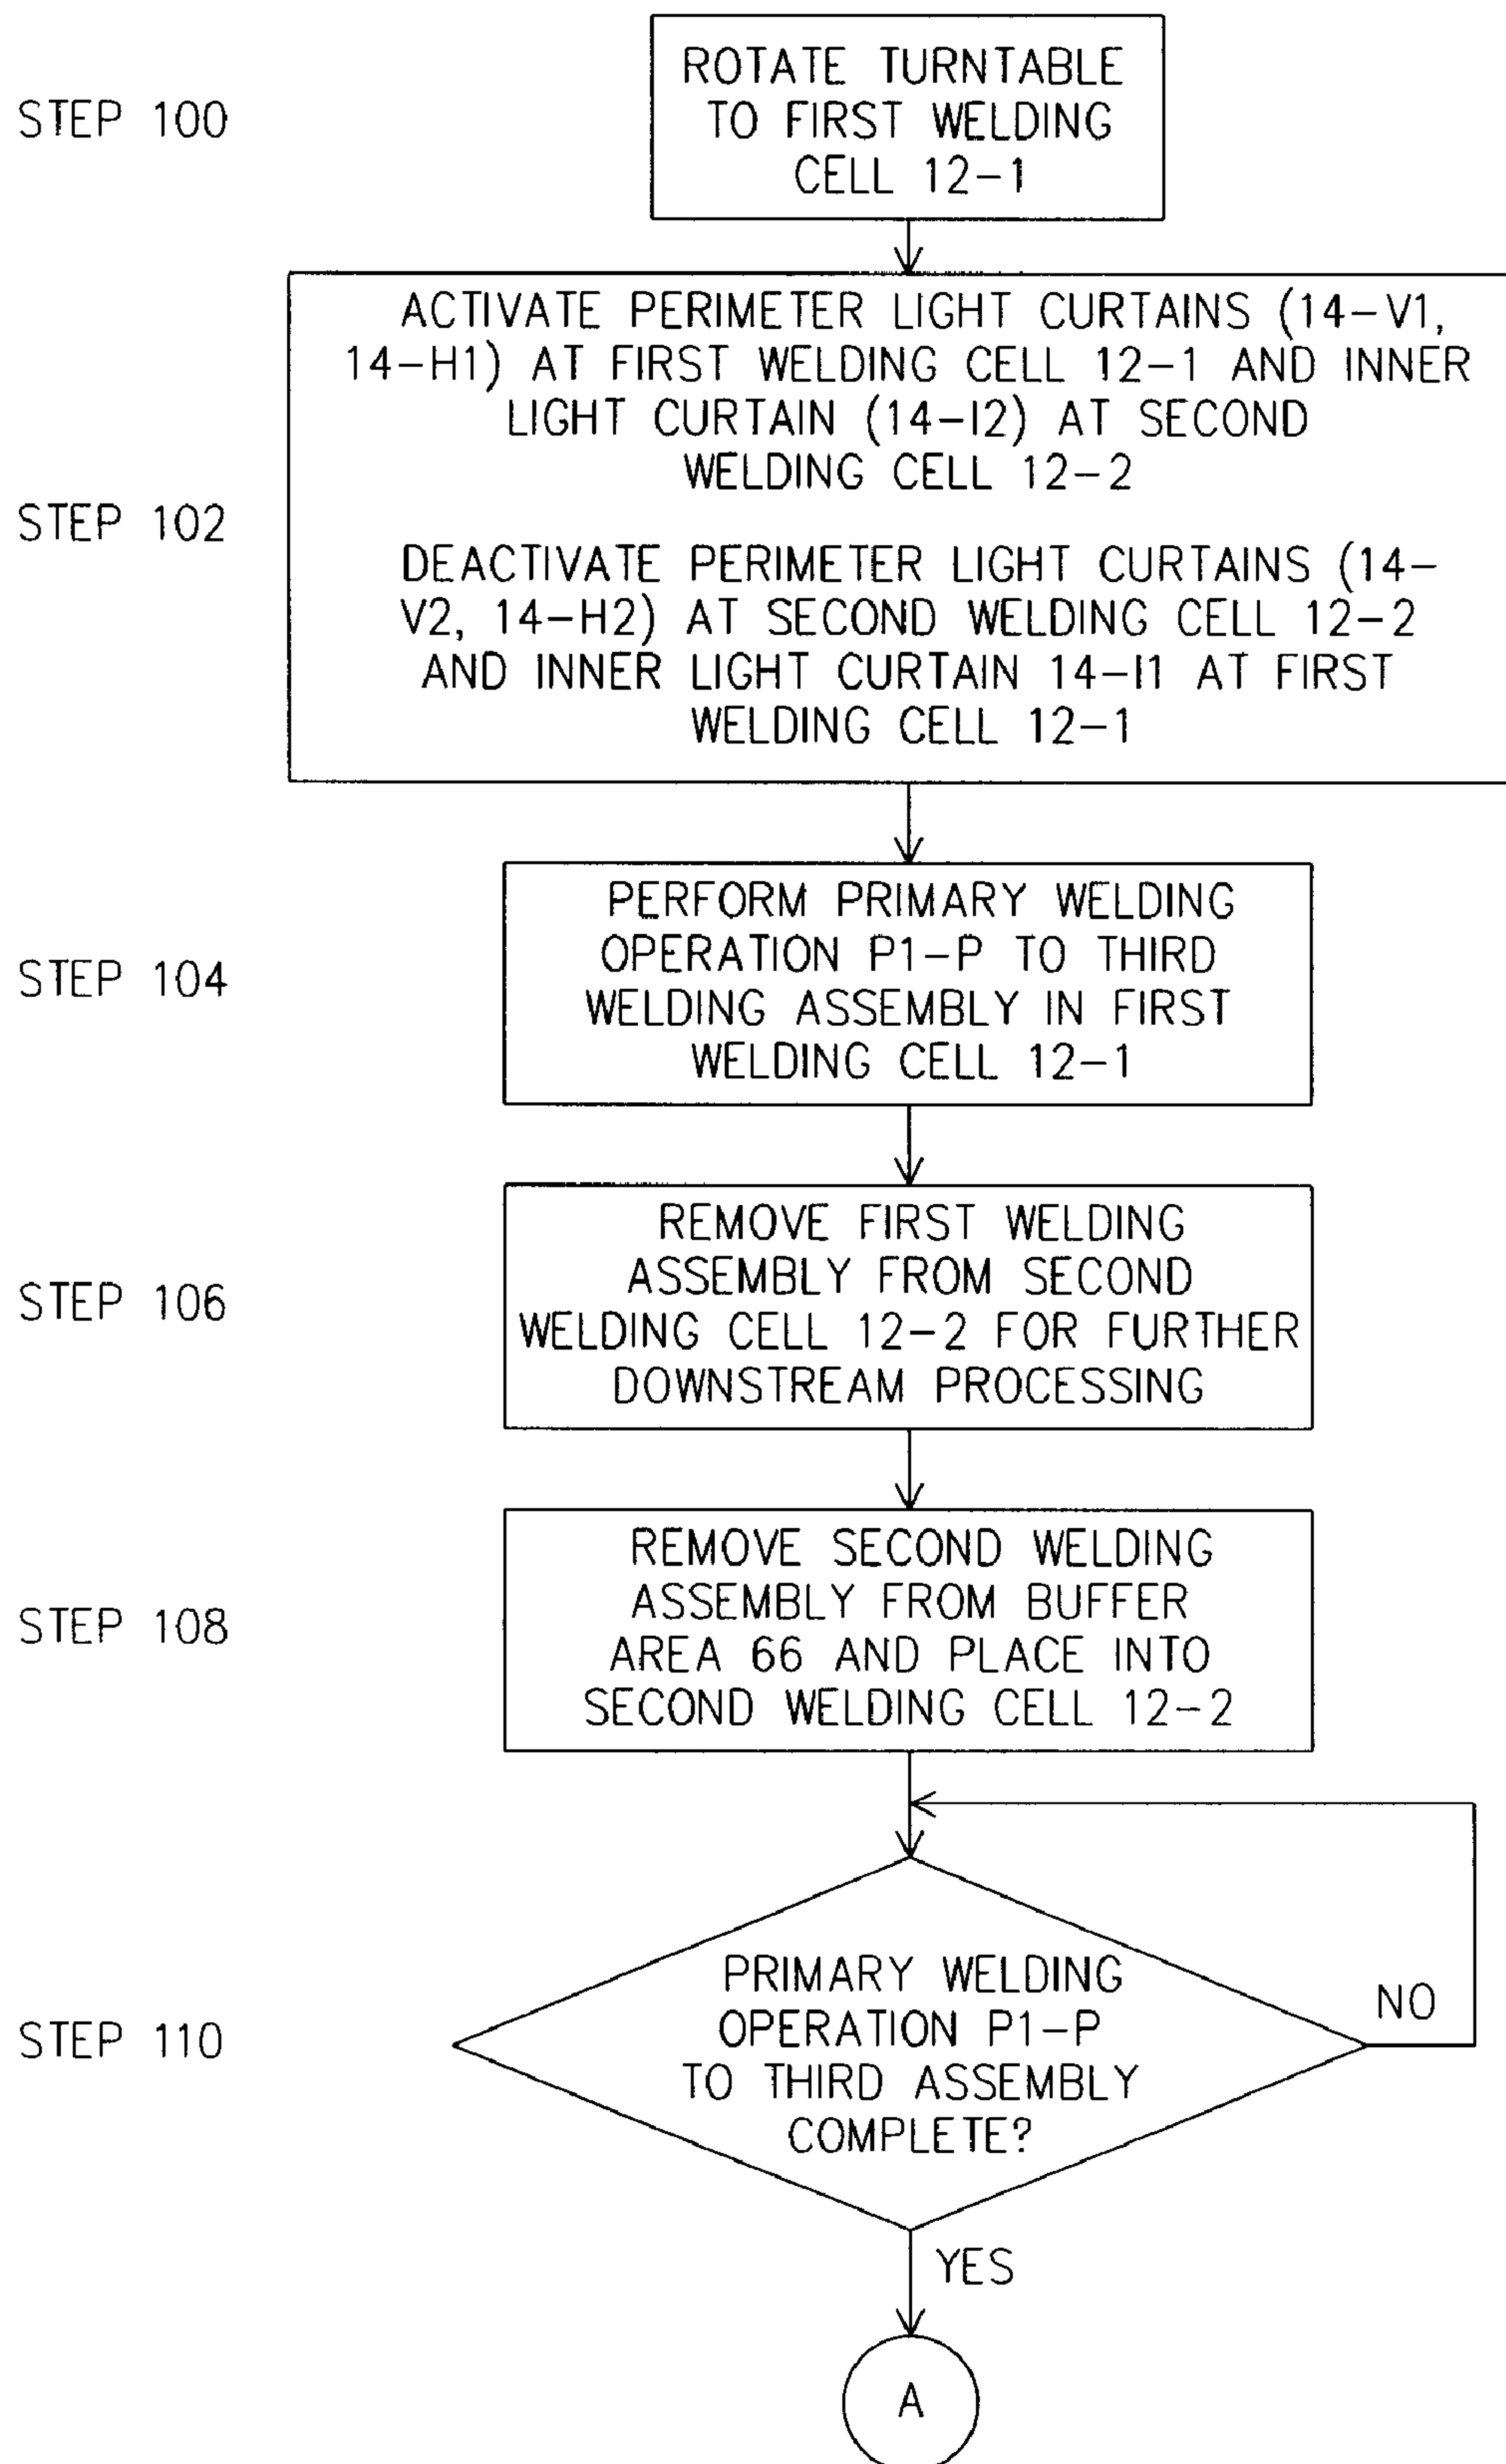 STEP 100
ROTATE TURNTABLE
TO FIRST WELDING
CELL 12-1
STEP 102
ACTIVATE PERIMETER LIGHT CURTAINS (14-V1,
14-H1) AT FIRST WELDING CELL 12-1 AND INNER
LIGHT CURTAIN (14-I2) AT SECOND
WELDING CELL 12-2
DEACTIVATE PERIMETER LIGHT CURTAINS (14-
V2, 14-H2) AT SECOND WELDING CELL 12-2
AND INNER LIGHT CURTAIN 14-I1 AT FIRST
WELDING CELL 12-1
STEP 104
PERFORM PRIMARY WELDING
OPERATION P1-P TO THIRD
WELDING ASSEMBLY IN FIRST
WELDING CELL 12-1
STEP 106
REMOVE FIRST WELDING
ASSEMBLY FROM SECOND
WELDING CELL 12-2 FOR FURTHER
DOWNSTREAM PROCESSING
STEP 108
REMOVE SECOND WELDING
ASSEMBLY FROM BUFFER
AREA 66 AND PLACE INTO
SECOND WELDING CELL 12-2
STEP 110
PRIMARY WELDING
OPERATION P1-P
TO THIRD ASSEMBLY
COMPLETE?
NO
YES
A